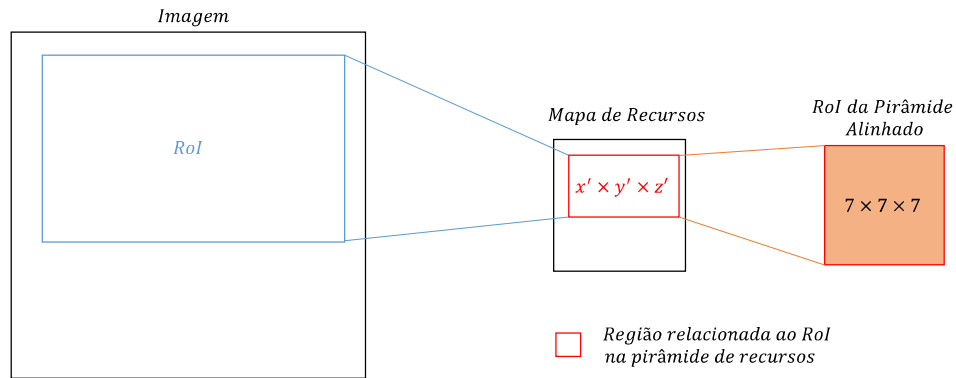 Imagem
RoI
Mapa de Recursos
x′ × y′ × z′
RoI da Pirâmide
Alinhado
7 × 7 × 7
Região relacionada ao RoI
na pirâmide de recursos